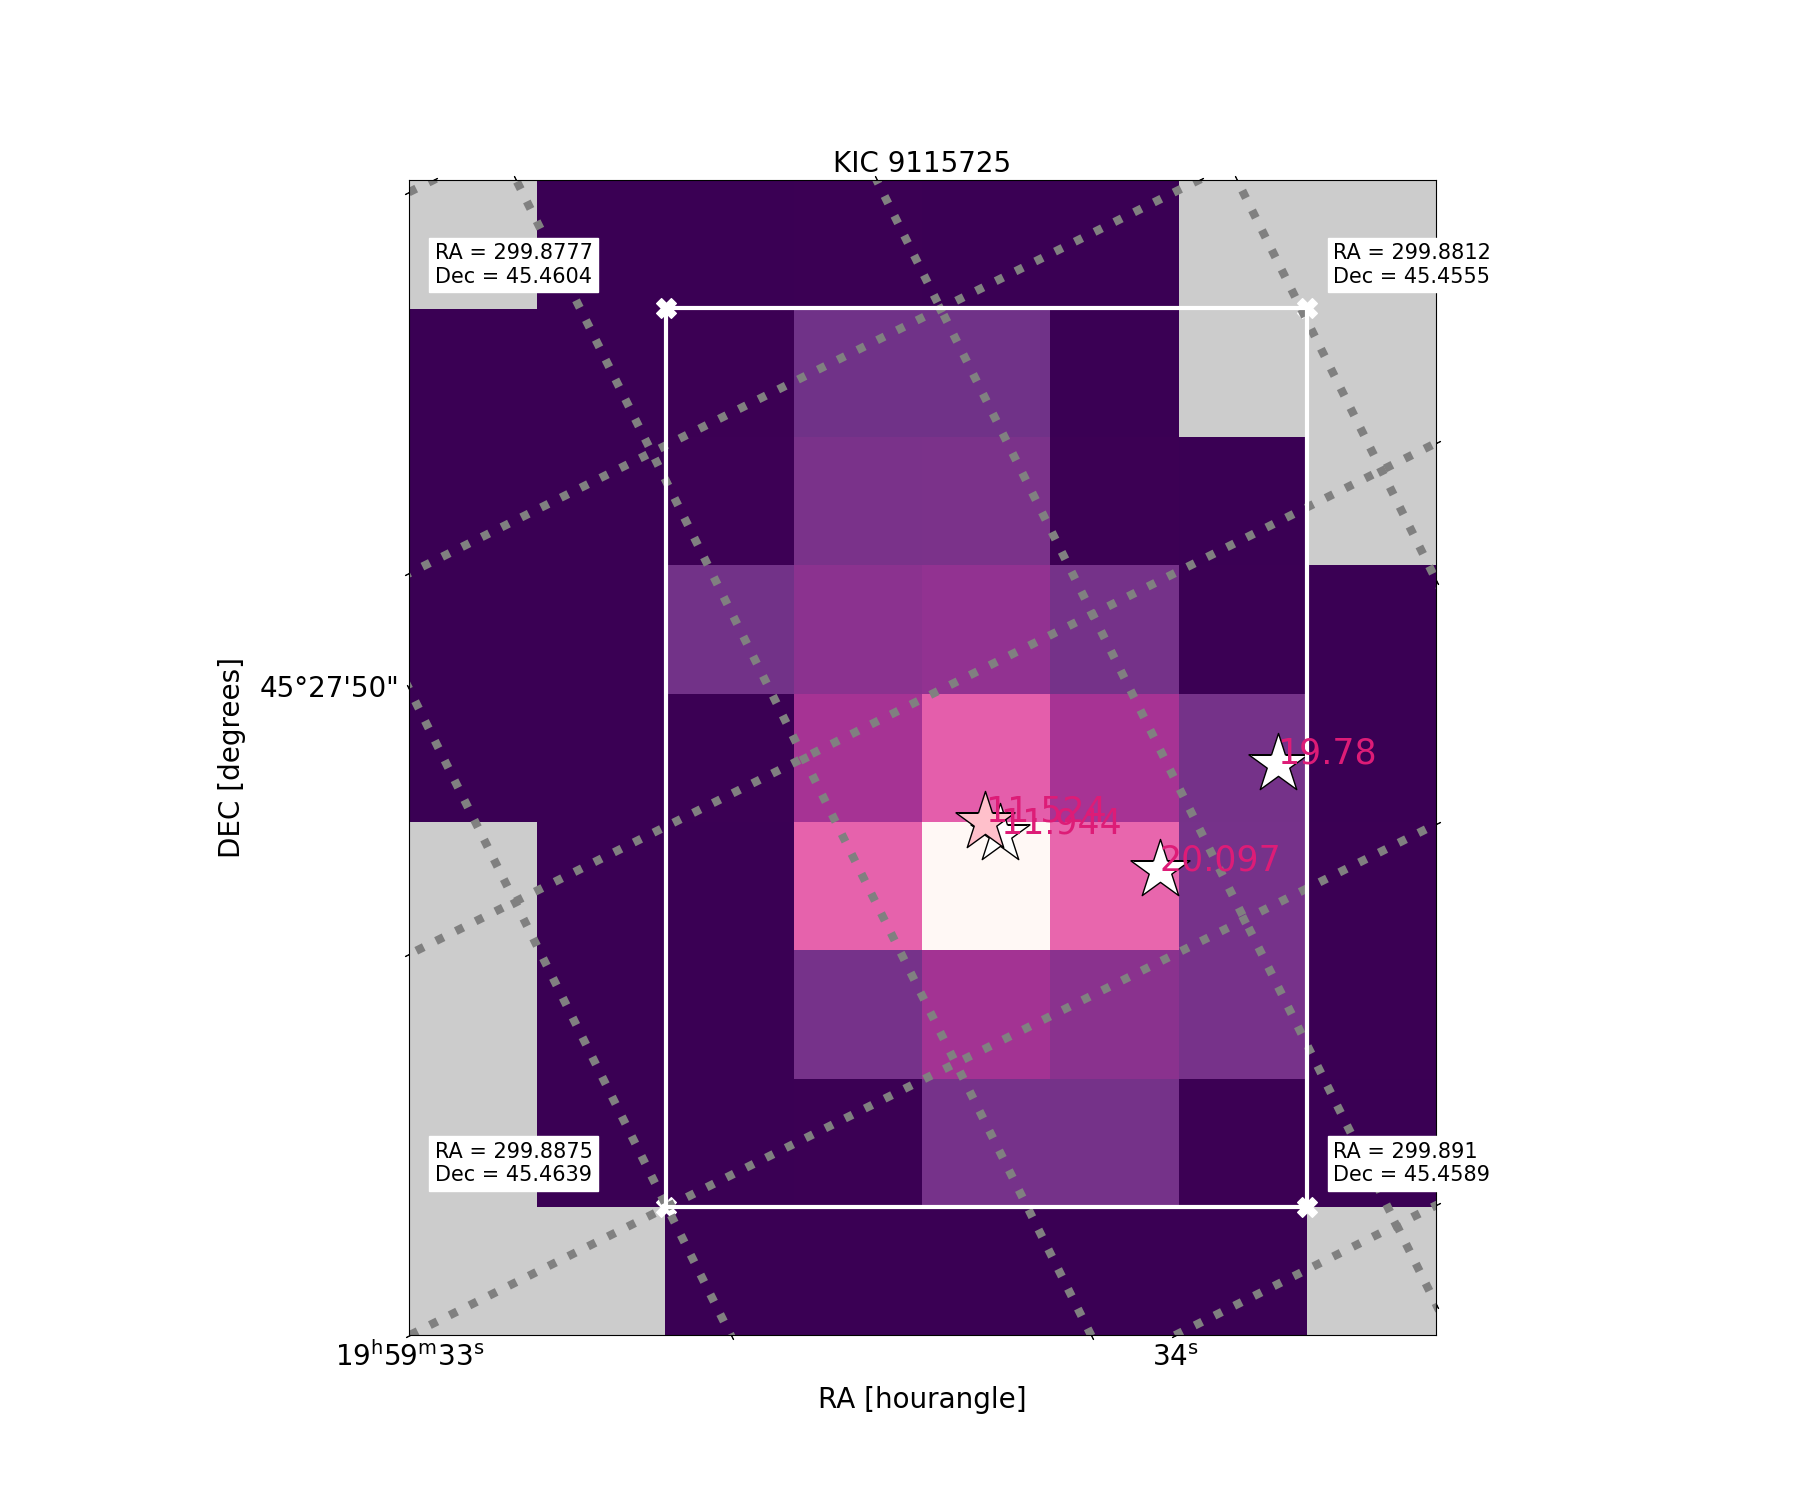 KIC 9115725
RA = 299.8777
Dec = 45.4604
RA = 299.8812
Dec = 45.4555
45°27'50"
DEC [degrees]
19.78
11.944
20.097
RA = 299.8875
Dec = 45.4639
RA = 299.891
Dec = 45.4589
19h59m33s
34s
RA [hourangle]